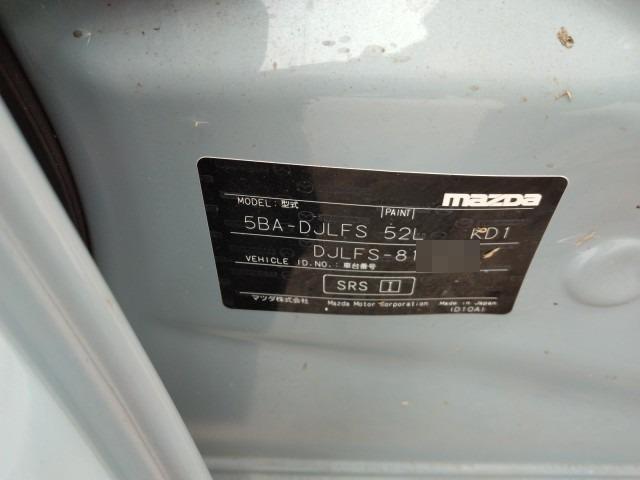 mazda
MODEL:型式 PAINT
5BA-DJLFS 52L KD1
DJLFS-81
VEHICLE ID.NO.:車台番号
SRS I
マツダ株式会社 Mazda Motor Corporation Made in Japan
(D10A)